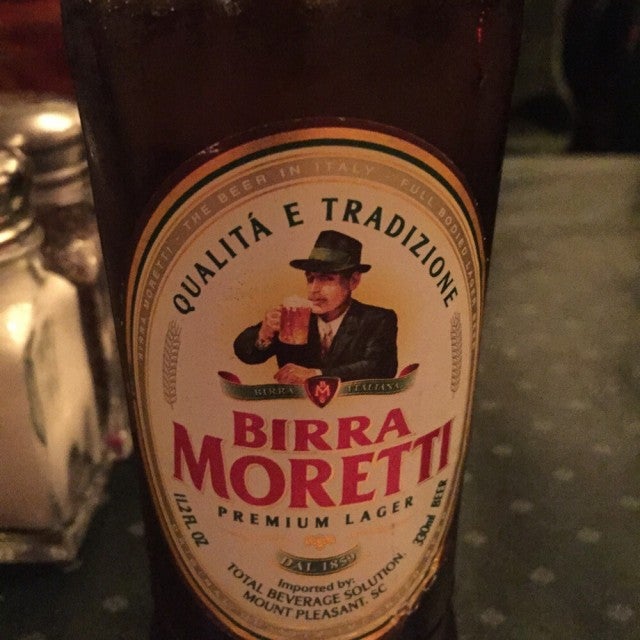 BIRRA MORETTI - THE BEER IN ITALY - FULL BODIED
QUALITÁ E TRADIZIONE
BIRRA ITALIANA
BIRRA
MORETTI
PREMIUM LAGER
11.2 FL. OZ
330ml BEER
DAL 1859
Imported by:
TOTAL BEVERAGE SOLUTION
MOUNT PLEASANT, SC